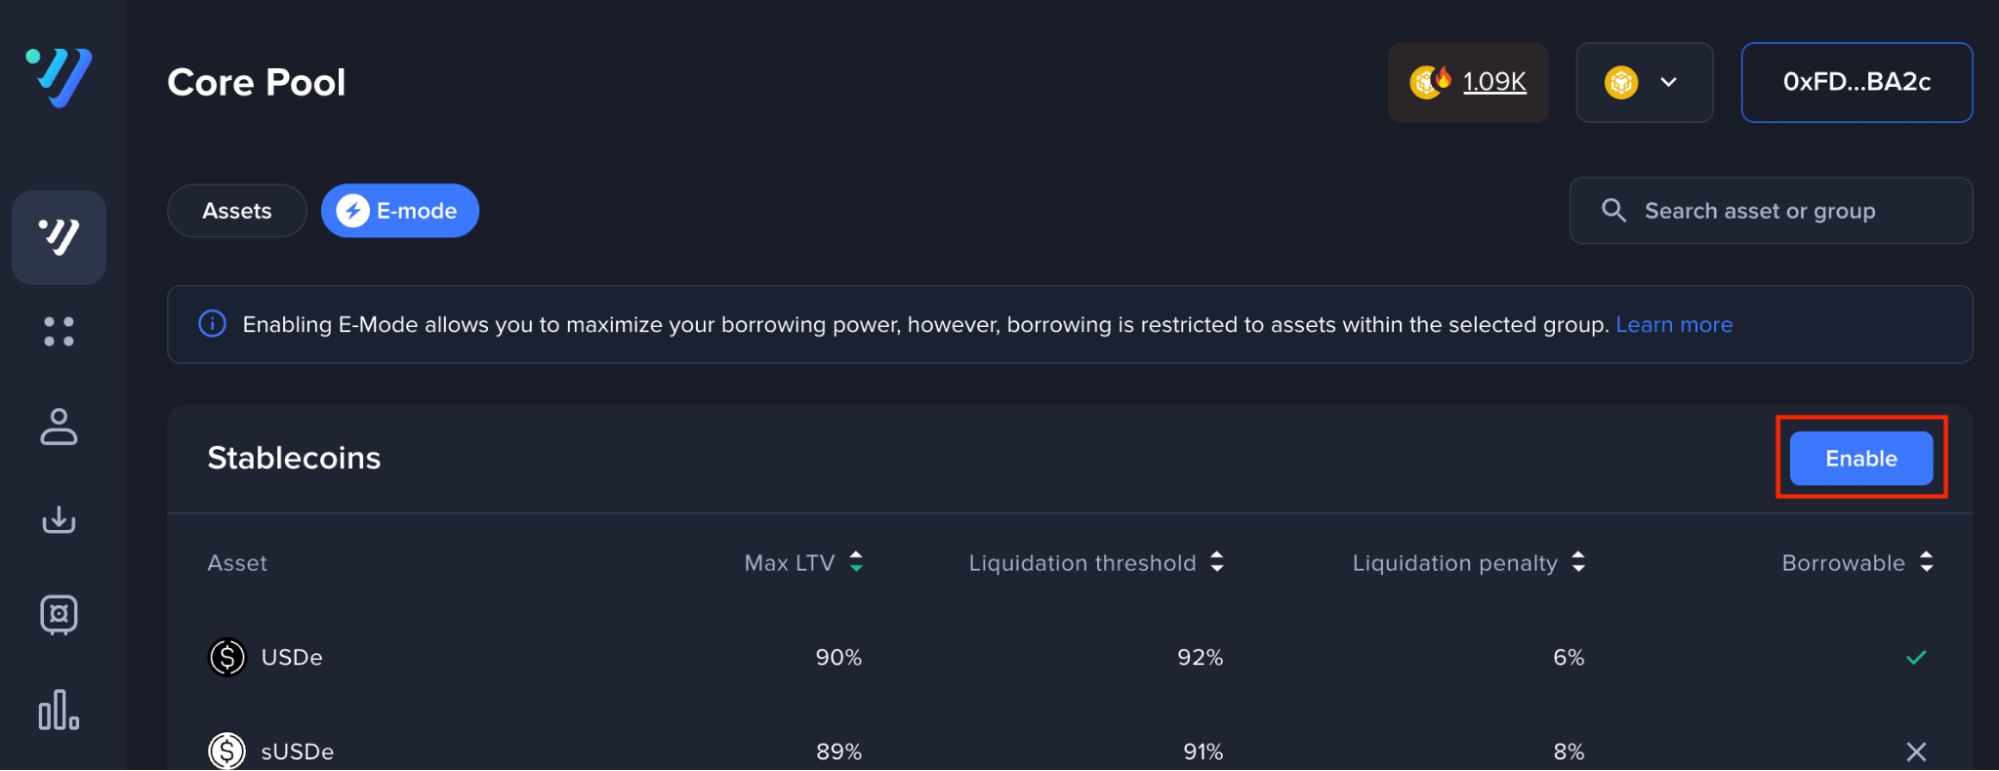 Core Pool
1.09K
0xFD...BA2c
Assets
E-mode
Search asset or group
Enabling E-Mode allows you to maximize your borrowing power, however, borrowing is restricted to assets within the selected group. Learn more
Stablecoins
Enable
Asset Max LTV Liquidation threshold Liquidation penalty Borrowable
USDe 90% 92% 6%
sUSDe 89% 91% 8%